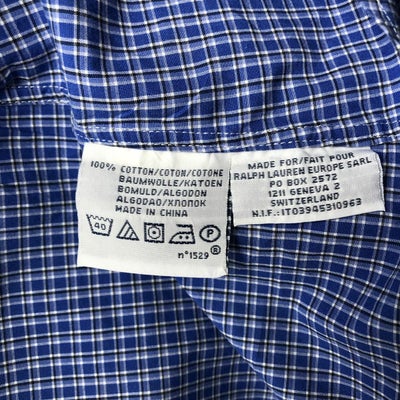 100% COTTON/COTON/COTONE
BAUMWOLLE/KATOEN
BOMULD/ALGODON
ALGODAO/ХЛОПОК
MADE IN CHINA
40 P
n°1529 ®
MADE FOR/FAIT POUR
RALPH LAUREN EUROPE SARL
PO BOX 2572
1211 GENEVA 2
SWITZERLAND
N.I.F.:IT03945310963